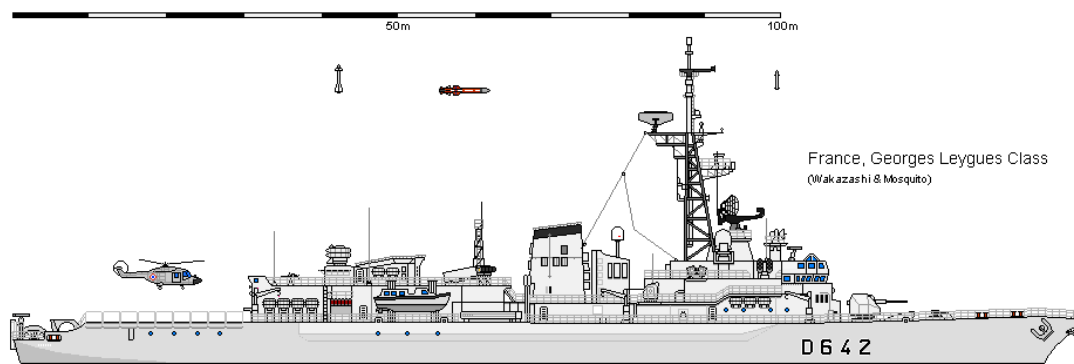 50m
100m
France, Georges Leygues Class
(Wakazashi & Mosquito)
D642